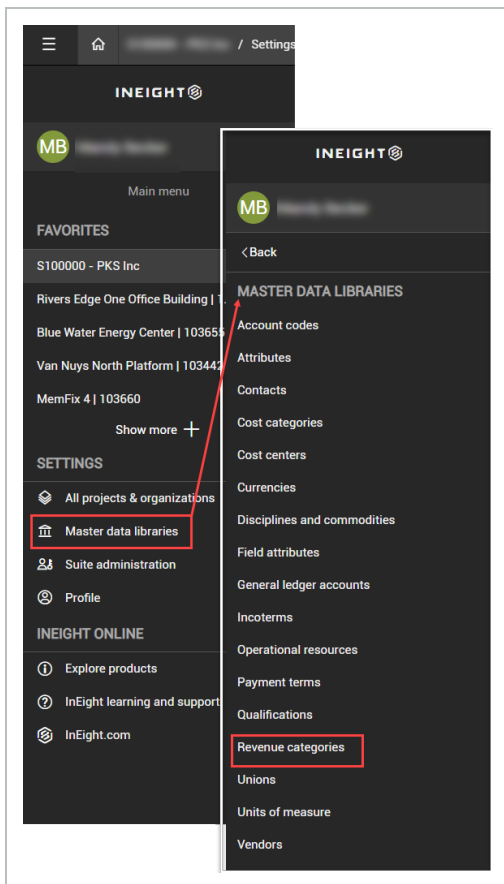 / Settings
INEIGHT
MB
Main menu
FAVORITES
S100000 - PKS Inc
Rivers Edge One Office Building | 1
Blue Water Energy Center | 103655
Van Nuys North Platform | 103442
MemFix 4 | 103660
Show more +
SETTINGS
All projects & organizations
Master data libraries
Suite administration
Profile
INEIGHT ONLINE
Explore products
InEight learning and support
InEight.com
INEIGHT
MB
<Back
MASTER DATA LIBRARIES
Account codes
Attributes
Contacts
Cost categories
Cost centers
Currencies
Disciplines and commodities
Field attributes
General ledger accounts
Incoterms
Operational resources
Payment terms
Qualifications
Revenue categories
Unions
Units of measure
Vendors